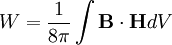 W = \frac{1}{8\pi} \int \mathbf{B} \cdot \mathbf{H} dV